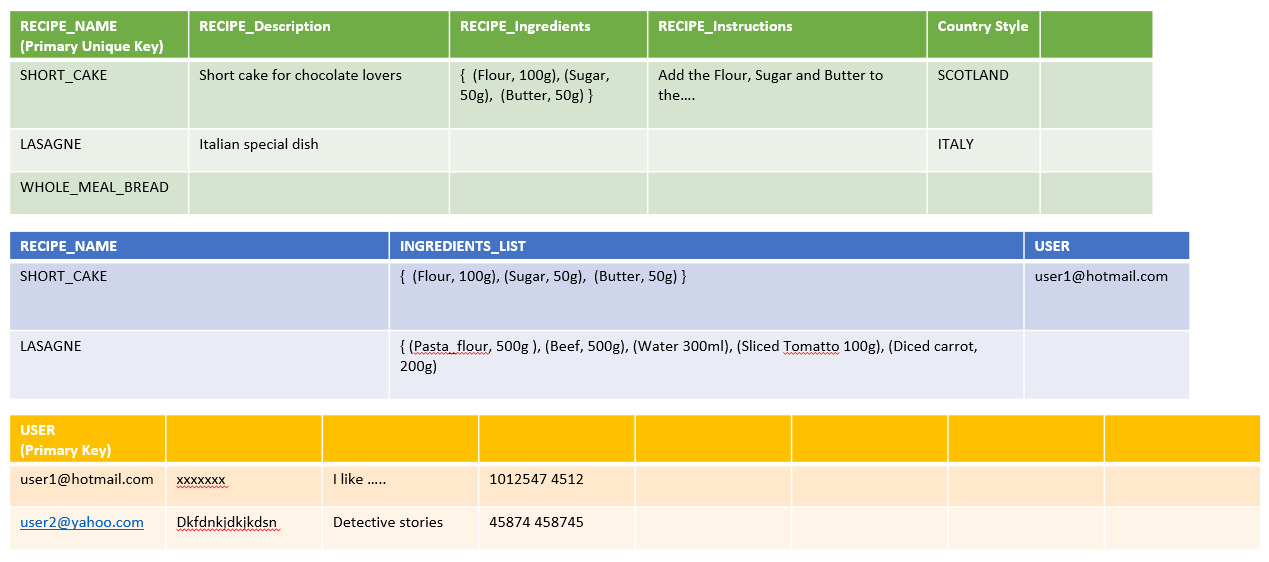 RECIPE_NAME RECIPE_Description RECIPE_Ingredients RECIPE_Instructions Country Style
(Primary Unique Key)
SHORT_CAKE Short cake for chocolate lovers { (Flour, 100g), (Sugar, Add the Flour, Sugar and Butter to SCOTLAND
50g), (Butter, 50g) } the….
LASAGNE Italian special dish ITALY
WHOLE_MEAL_BREAD
RECIPE_NAME INGREDIENTS_LIST USER
SHORT_CAKE { (Flour, 100g), (Sugar, 50g), (Butter, 50g) } user1@hotmail.com
LASAGNE { (Pasta_flour, 500g ), (Beef, 500g), (Water 300ml), (Sliced Tomatto 100g), (Diced carrot,
200g)
USER
(Primary Key)
user1@hotmail.com xxxxxxx I like ….. 1012547 4512
user2@yahoo.com Dkfdnkjdkjkdsn Detective stories 45874 458745